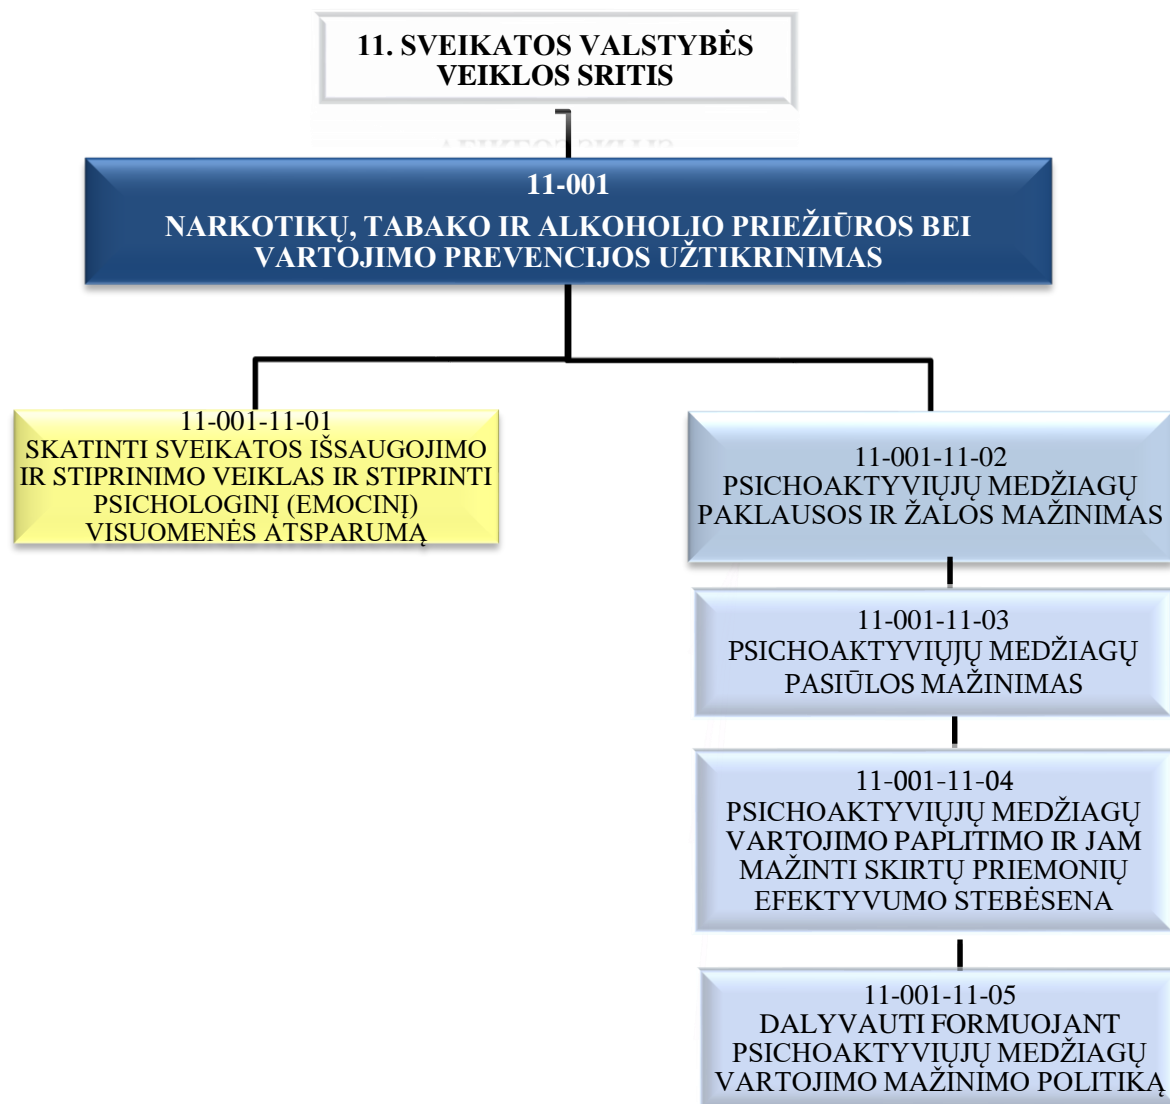 11. SVEIKATOS VALSTYBĖS
VEIKLOS SRITIS
11-001
NARKOTIKŲ, TABAKO IR ALKOHOLIO PRIEŽIŪROS BEI
VARTOJIMO PREVENCIJOS UŽTIKRINIMAS
11-001-11-01
SKATINTI SVEIKATOS IŠSAUGOJIMO
IR STIPRINIMO VEIKLAS IR STIPRINTI
PSICHOLOGINĮ (EMOCINĮ)
VISUOMENĖS ATSPARUMĄ
11-001-11-02
PSICHOAKTYVIŲJŲ MEDŽIAGŲ
PAKLAUSOS IR ŽALOS MAŽINIMAS
11-001-11-03
PSICHOAKTYVIŲJŲ MEDŽIAGŲ
PASIŪLOS MAŽINIMAS
11-001-11-04
PSICHOAKTYVIŲJŲ MEDŽIAGŲ
VARTOJIMO PAPLITIMO IR JAM
MAŽINTI SKIRTŲ PRIEMONIŲ
EFEKTYVUMO STEBĖSENA
11-001-11-05
DALYVAUTI FORMUOJANT
PSICHOAKTYVIŲJŲ MEDŽIAGŲ
VARTOJIMO MAŽINIMO POLITIKĄ